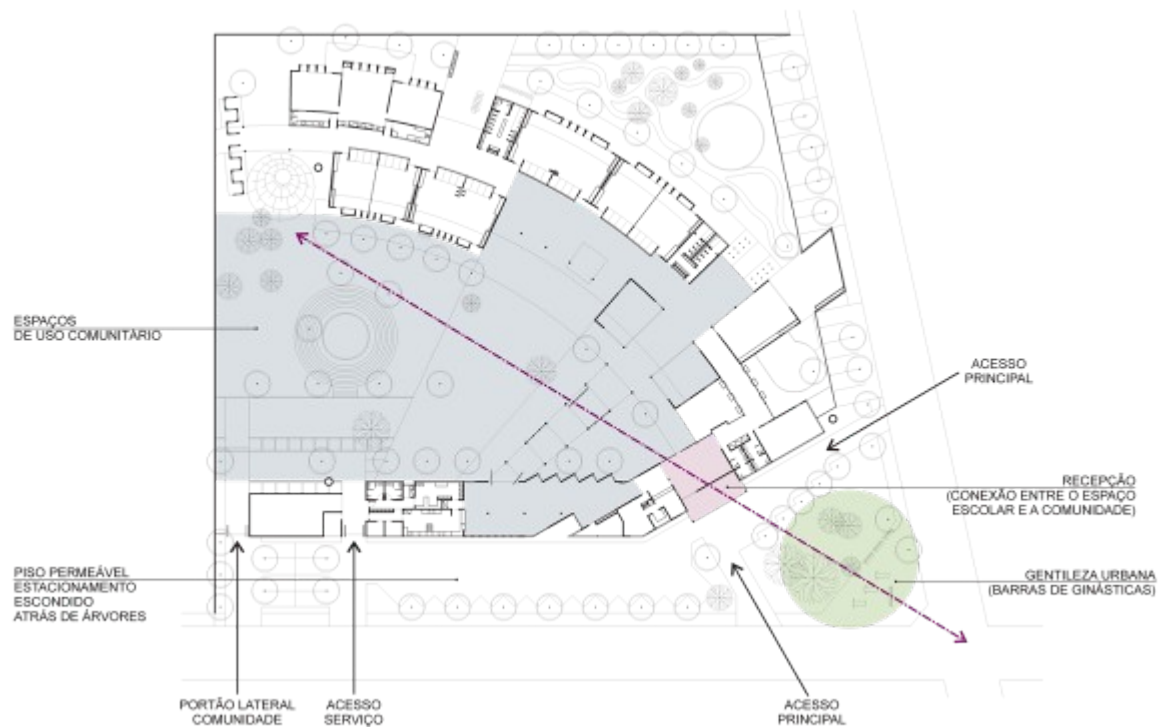 ESPAÇOS
DE USO COMUNITÁRIO
ACESSO
PRINCIPAL
RECEPÇÃO
(CONEXÃO ENTRE O ESPAÇO
ESCOLAR E A COMUNIDADE)
PISO PERMEÁVEL
ESTACIONAMENTO
ESCONDIDO
ATRÁS DE ÁRVORES
GENTILEZA URBANA
(BARRAS DE GINÁSTICAS)
PORTÃO LATERAL
COMUNIDADE
ACESSO
SERVIÇO
ACESSO
PRINCIPAL